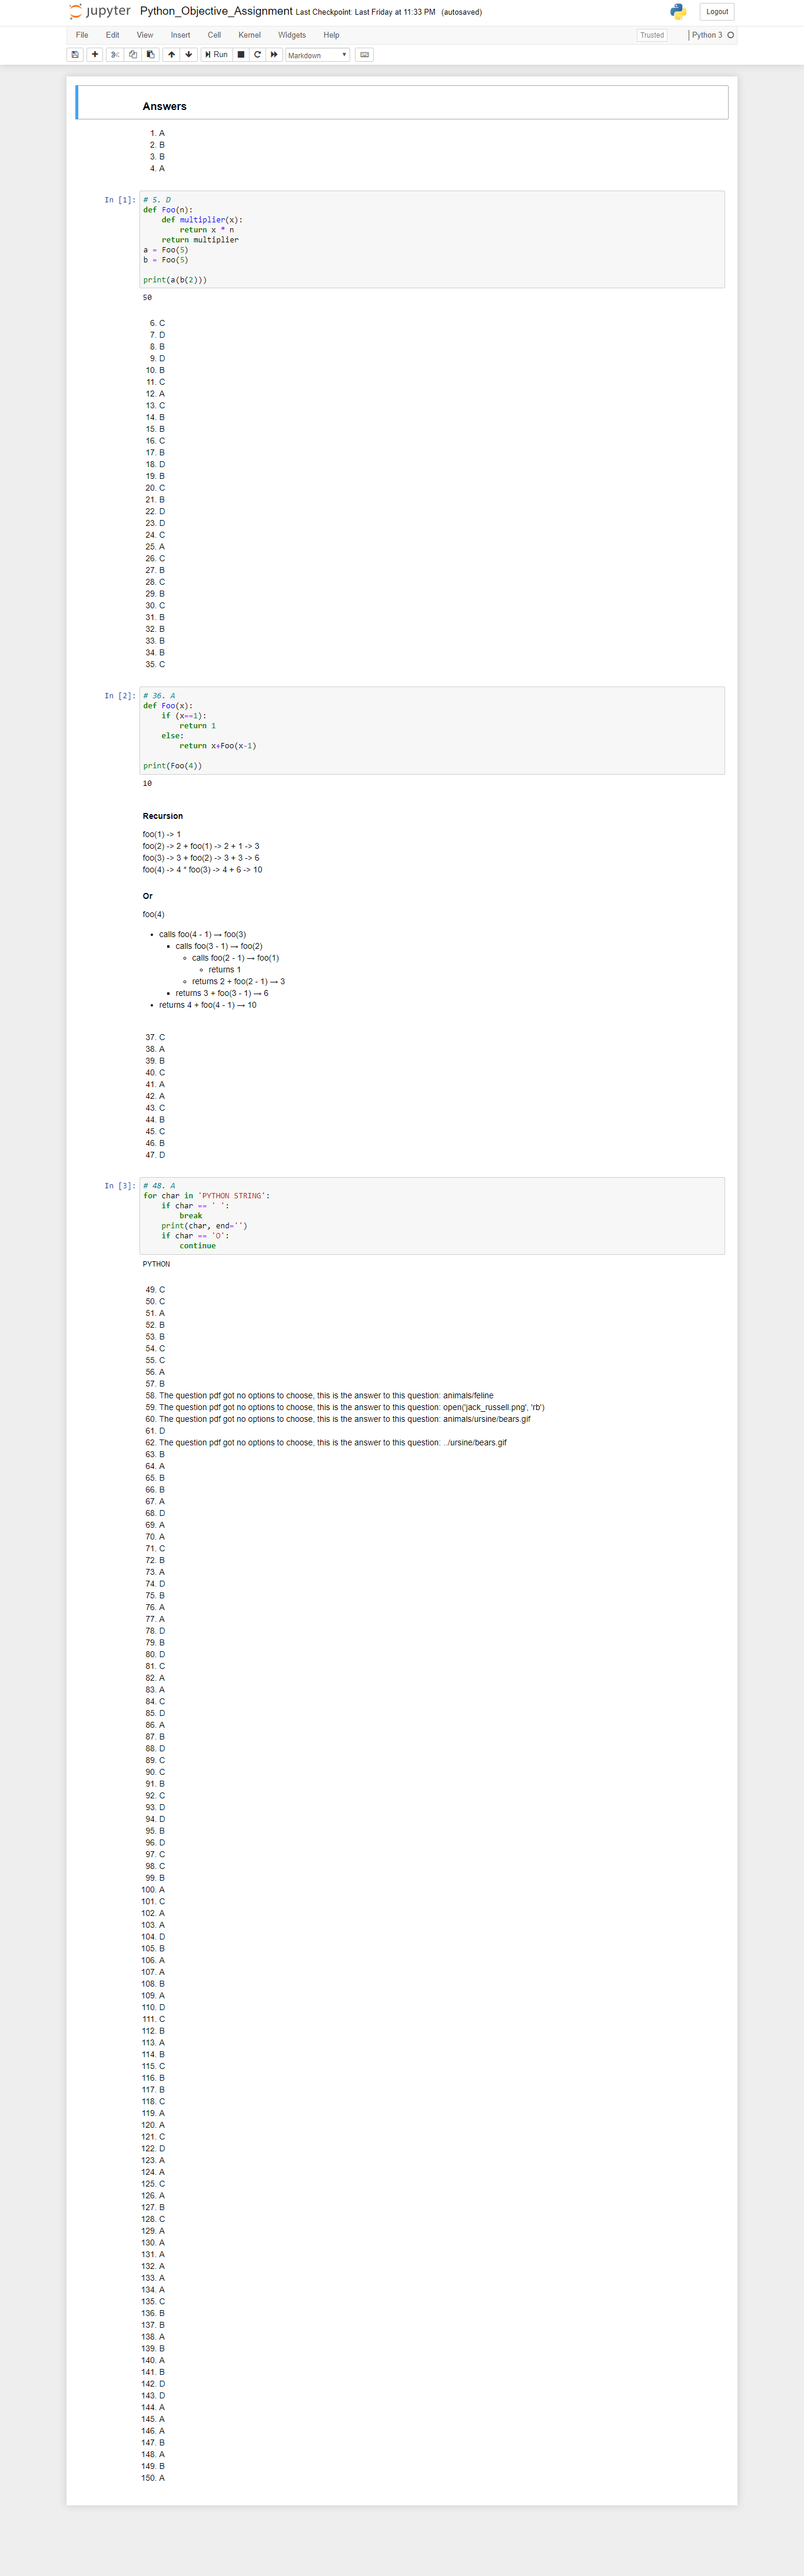 jupyter Python_Objective_Assignment Last Checkpoint: Last Friday at 11:33 PM (autosaved) Logout
File Edit View Insert Cell Kernel Widgets Help Trusted Python 3
Run Markdown
Answers
1. A
2. B
3. B
4. A
In [1]: # 5. D
def Foo(n):
    def multiplier(x):
        return x * n
    return multiplier
a = Foo(5)
b = Foo(5)
print(a(b(2)))
50
6. C
7. D
8. B
9. D
10. B
11. C
12. A
13. C
14. B
15. B
16. C
17. B
18. D
19. B
20. C
21. B
22. D
23. D
24. C
25. A
26. C
27. B
28. C
29. B
30. C
31. B
32. B
33. B
34. B
35. C
In [2]: # 36. A
def Foo(x):
    if (x==1):
        return 1
    else:
        return x+Foo(x-1)
print(Foo(4))
10
Recursion
foo(1) -> 1
foo(2) -> 2 + foo(1) -> 2 + 1 -> 3
foo(3) -> 3 + foo(2) -> 3 + 3 -> 6
foo(4) -> 4 * foo(3) -> 4 + 6 -> 10
Or
foo(4)
• calls foo(4 - 1) → foo(3)
▪ calls foo(3 - 1) → foo(2)
◦ calls foo(2 - 1) → foo(1)
◦ returns 1
◦ returns 2 + foo(2 - 1) → 3
▪ returns 3 + foo(3 - 1) → 6
• returns 4 + foo(4 - 1) → 10
37. C
38. A
39. B
40. C
41. A
42. A
43. C
44. B
45. C
46. B
47. D
In [3]: # 48. A
for char in 'PYTHON STRING':
    if char == ' ':
        break
    print(char, end='')
    if char == 'O':
        continue
PYTHON
49. C
50. C
51. A
52. B
53. B
54. C
55. C
56. A
57. B
58. The question pdf got no options to choose, this is the answer to this question: animals/feline
59. The question pdf got no options to choose, this is the answer to this question: open('jack_russell.png', 'rb')
60. The question pdf got no options to choose, this is the answer to this question: animals/ursine/bears.gif
61. D
62. The question pdf got no options to choose, this is the answer to this question: ../ursine/bears.gif
63. B
64. A
65. B
66. B
67. A
68. D
69. A
70. A
71. C
72. B
73. A
74. D
75. B
76. A
77. A
78. D
79. B
80. D
81. C
82. A
83. A
84. C
85. D
86. A
87. B
88. D
89. C
90. C
91. B
92. C
93. D
94. D
95. B
96. D
97. C
98. C
99. B
100. A
101. C
102. A
103. A
104. D
105. B
106. A
107. A
108. B
109. A
110. D
111. C
112. B
113. A
114. B
115. C
116. B
117. B
118. C
119. A
120. A
121. C
122. D
123. A
124. A
125. C
126. A
127. B
128. C
129. A
130. A
131. A
132. A
133. A
134. A
135. C
136. B
137. B
138. A
139. B
140. A
141. B
142. D
143. D
144. A
145. A
146. A
147. B
148. A
149. B
150. A